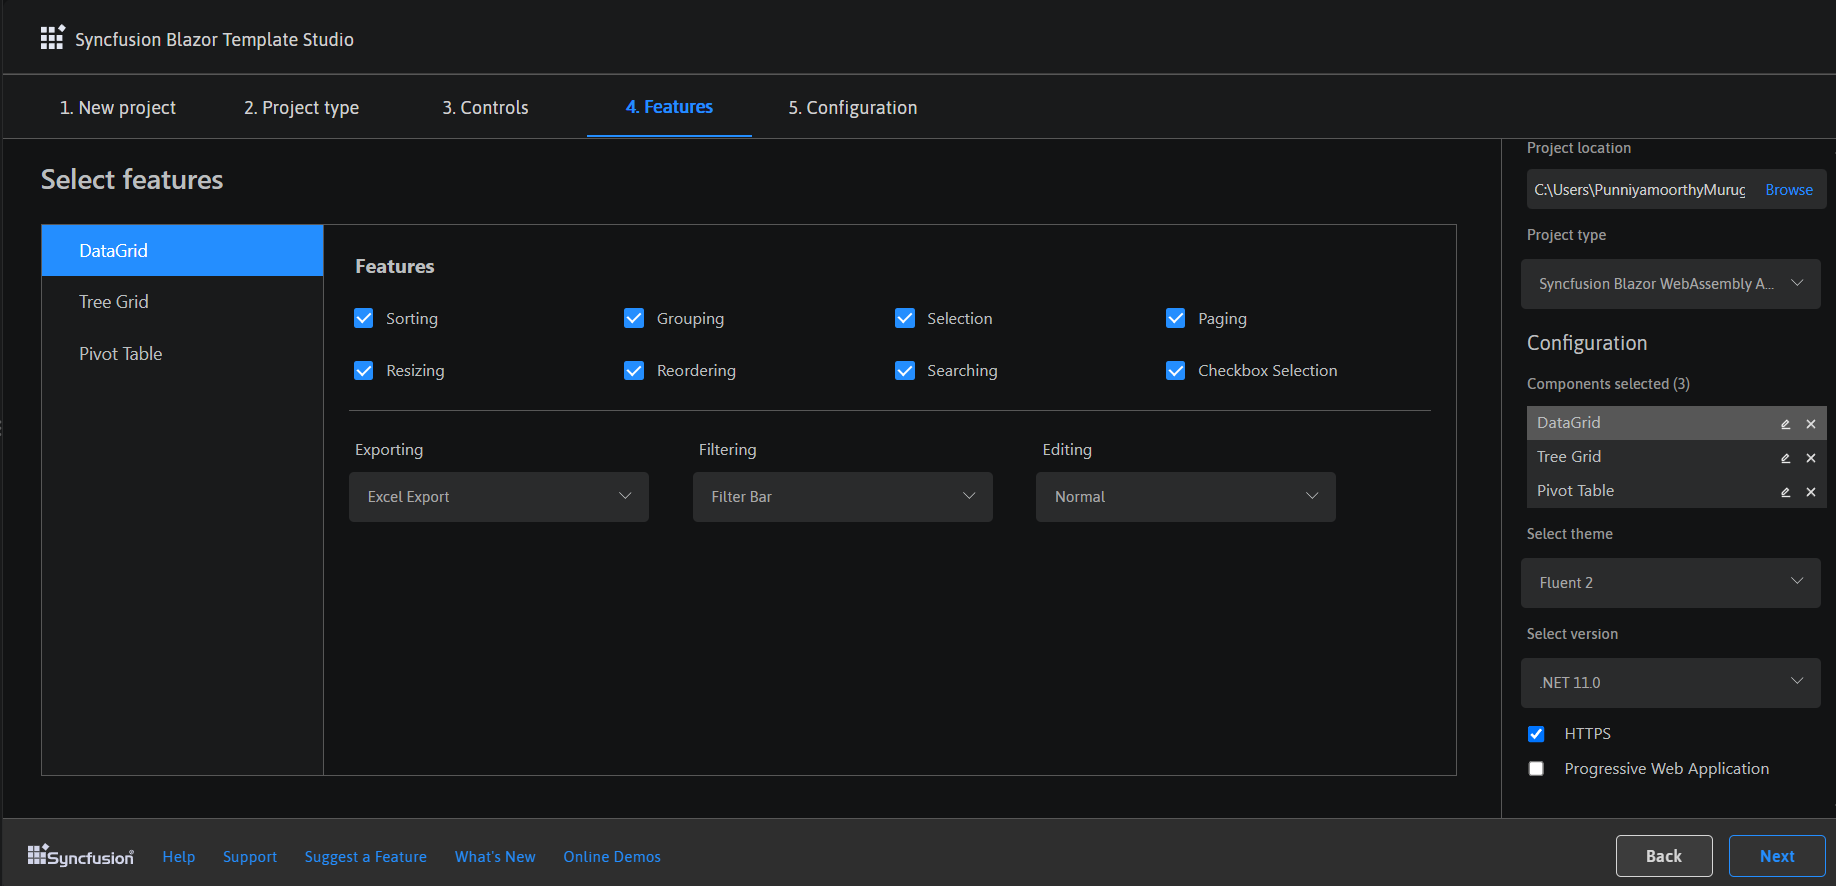 Syncfusion Blazor Template Studio
1. New project
2. Project type
3. Controls
4. Features
5. Configuration
Select features
DataGrid
Tree Grid
Pivot Table
Features
Sorting
Grouping
Selection
Paging
Resizing
Reordering
Searching
Checkbox Selection
Exporting
Filtering
Editing
Excel Export
Filter Bar
Normal
Project location
C:\Users\PunniyamoorthyMurug
Browse
Project type
Syncfusion Blazor WebAssembly A...
Configuration
Components selected (3)
DataGrid
Tree Grid
Pivot Table
Select theme
Fluent 2
Select version
.NET 11.0
HTTPS
Progressive Web Application
Syncfusion®
Help
Support
Suggest a Feature
What's New
Online Demos
Back
Next